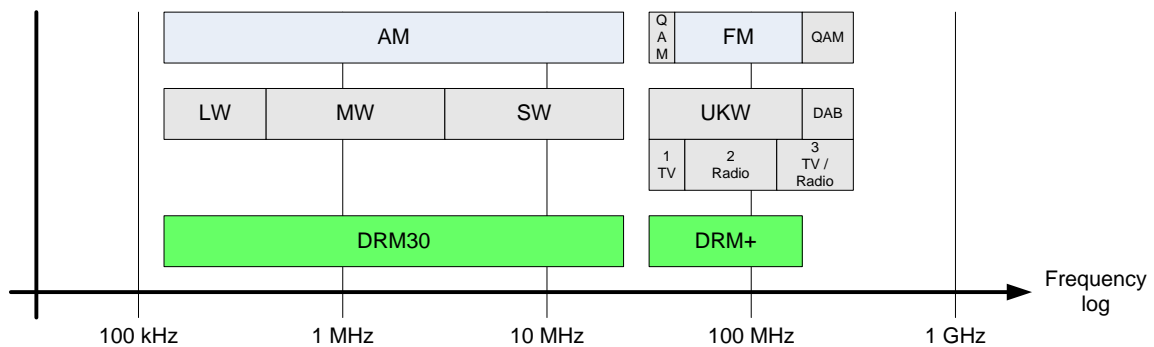 AM
Q
A
M
FM
QAM
LW
MW
SW
UKW
DAB
1
TV
2
Radio
3
TV /
Radio
DRM30
DRM+
Frequency
log
100 kHz
1 MHz
10 MHz
100 MHz
1 GHz